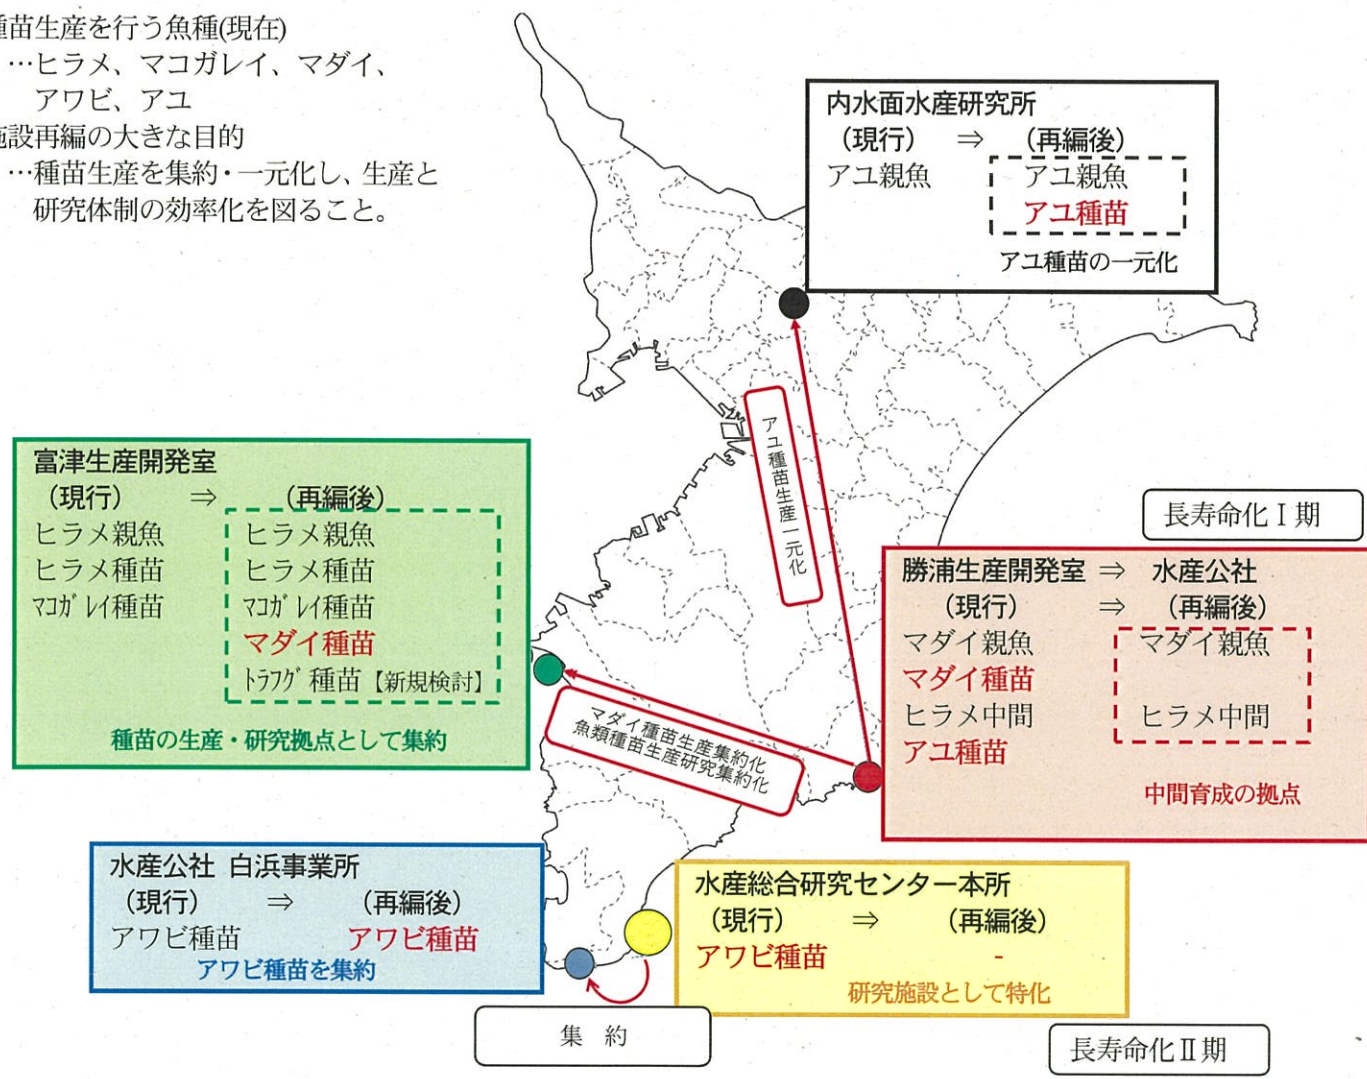 種苗生産を行う魚種(現在)
…ヒラメ、マコガレイ、マダイ、
アワビ、アユ
施設再編の大きな目的
…種苗生産を集約・一元化し、生産と
研究体制の効率化を図ること。
内水面水産研究所
(現行) ⇒ (再編後)
アユ親魚 アユ親魚
アユ種苗
アユ種苗の一元化
アユ種苗生産一元化
富津生産開発室
(現行) ⇒ (再編後)
ヒラメ親魚 ヒラメ親魚
ヒラメ種苗 ヒラメ種苗
ﾏｺｶﾞﾚｲ種苗 ﾏｺｶﾞﾚｲ種苗
マダイ種苗
ﾄﾗﾌｸﾞ種苗【新規検討】
種苗の生産・研究拠点として集約
長寿命化Ⅰ期
勝浦生産開発室 ⇒ 水産公社
(現行) ⇒ (再編後)
マダイ親魚 マダイ親魚
マダイ種苗
ヒラメ中間 ヒラメ中間
アユ種苗
中間育成の拠点
マダイ種苗生産集約化
魚類種苗生産研究集約化
水産公社 白浜事業所
(現行) ⇒ (再編後)
アワビ種苗 アワビ種苗
アワビ種苗を集約
水産総合研究センター本所
(現行) ⇒ (再編後)
アワビ種苗 -
研究施設として特化
集 約
長寿命化Ⅱ期